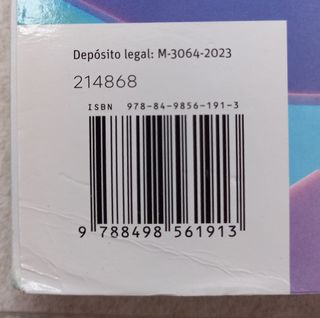 Depósito legal: M-3064-2023
214868
ISBN 978-84-9856-191-3
9 788498 561913